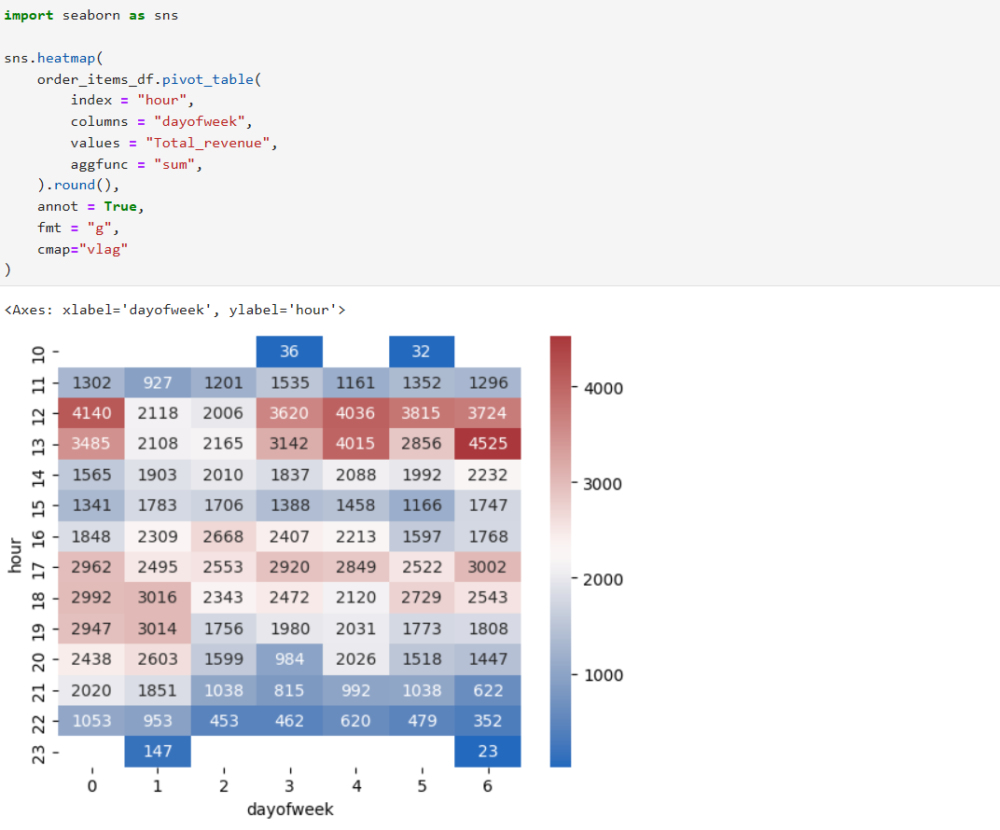 import seaborn as sns
sns.heatmap(
order_items_df.pivot_table(
index = "hour",
columns = "dayofweek",
values = "Total_revenue",
aggfunc = "sum",
).round(),
annot = True,
fmt = "g",
cmap="vlag"
)
<Axes: xlabel='dayofweek', ylabel='hour'>
10 36 32
11 1302 927 1201 1535 1161 1352 1296
12 4140 2118 2006 3620 4036 3815 3724
13 3485 2108 2165 3142 4015 2856 4525
14 1565 1903 2010 1837 2088 1992 2232
15 1341 1783 1706 1388 1458 1166 1747
16 1848 2309 2668 2407 2213 1597 1768
17 2962 2495 2553 2920 2849 2522 3002
18 2992 3016 2343 2472 2120 2729 2543
19 2947 3014 1756 1980 2031 1773 1808
20 2438 2603 1599 984 2026 1518 1447
21 2020 1851 1038 815 992 1038 622
22 1053 953 453 462 620 479 352
23 147 23
hour
0 1 2 3 4 5 6
dayofweek
4000
3000
2000
1000